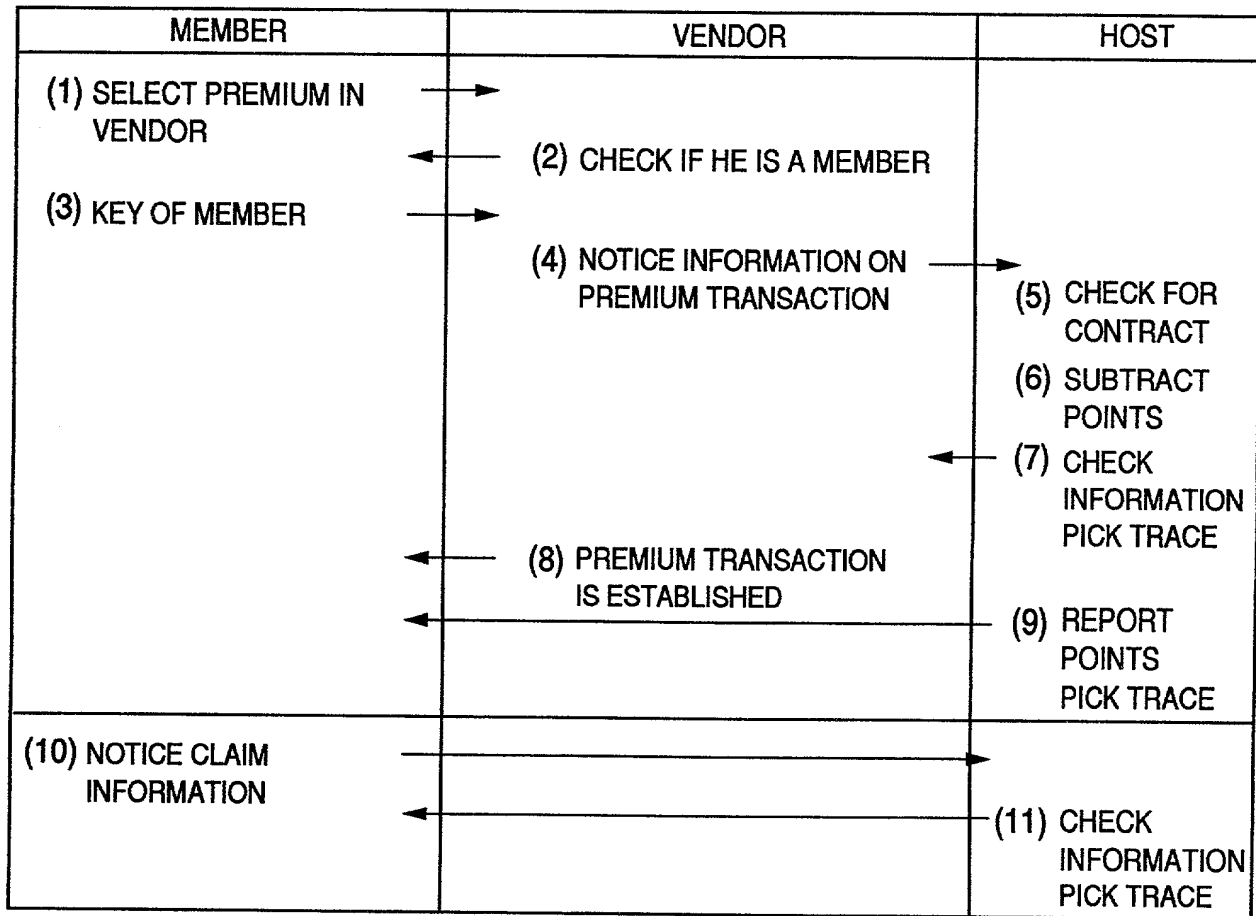 MEMBER
VENDOR
HOST
(1) SELECT PREMIUM IN
VENDOR
(2) CHECK IF HE IS A MEMBER
(3) KEY OF MEMBER
(4) NOTICE INFORMATION ON
PREMIUM TRANSACTION
(5) CHECK FOR
CONTRACT
(6) SUBTRACT
POINTS
(7) CHECK
INFORMATION
PICK TRACE
(8) PREMIUM TRANSACTION
IS ESTABLISHED
(9) REPORT
POINTS
PICK TRACE
(10) NOTICE CLAIM
INFORMATION
(11) CHECK
INFORMATION
PICK TRACE